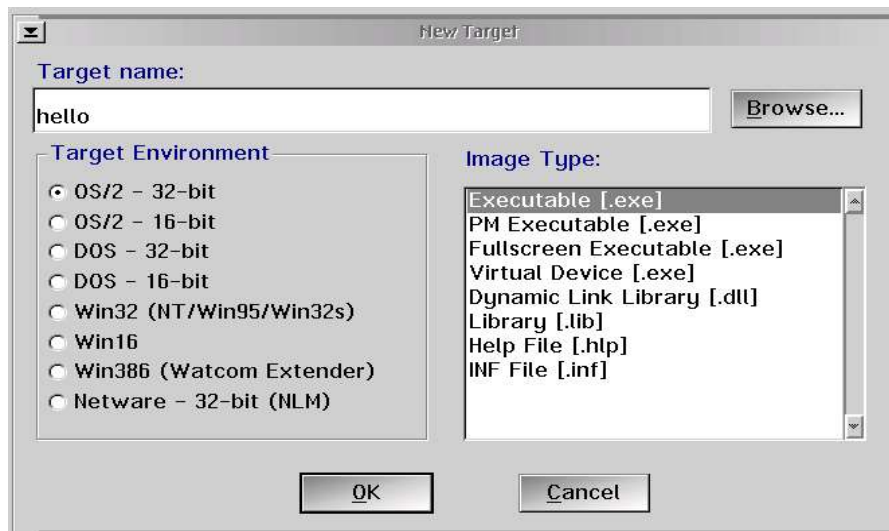 New Target
Target name:
hello
Browse...
Target Environment
OS/2 - 32-bit
OS/2 - 16-bit
DOS - 32-bit
DOS - 16-bit
Win32 (NT/Win95/Win32s)
Win16
Win386 (Watcom Extender)
Netware - 32-bit (NLM)
Image Type:
Executable [.exe]
PM Executable [.exe]
Fullscreen Executable [.exe]
Virtual Device [.exe]
Dynamic Link Library [.dll]
Library [.lib]
Help File [.hlp]
INF File [.inf]
OK
Cancel